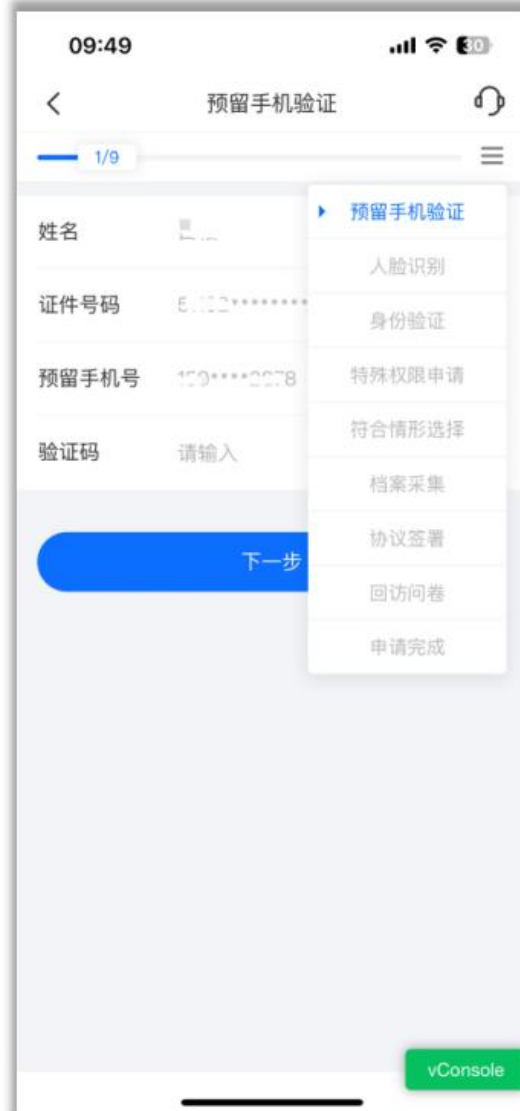 09:49
30
预留手机验证
1/9
预留手机验证
姓名
人脸识别
证件号码
身份验证
预留手机号
特殊权限申请
符合情形选择
验证码 请输入
档案采集
协议签署
下一步
回访问卷
申请完成
vConsole